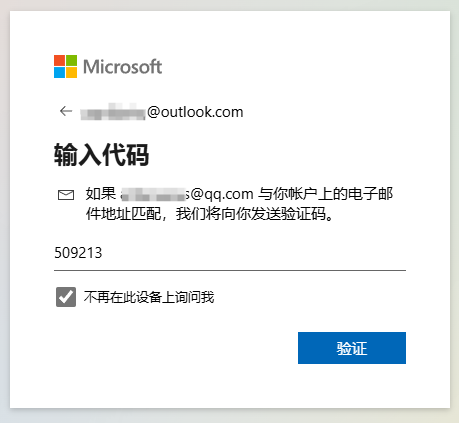 Microsoft
@outlook.com
输入代码
如果 s@qq.com 与你帐户上的电子邮
件地址匹配，我们将向你发送验证码。
509213
不再在此设备上询问我
验证